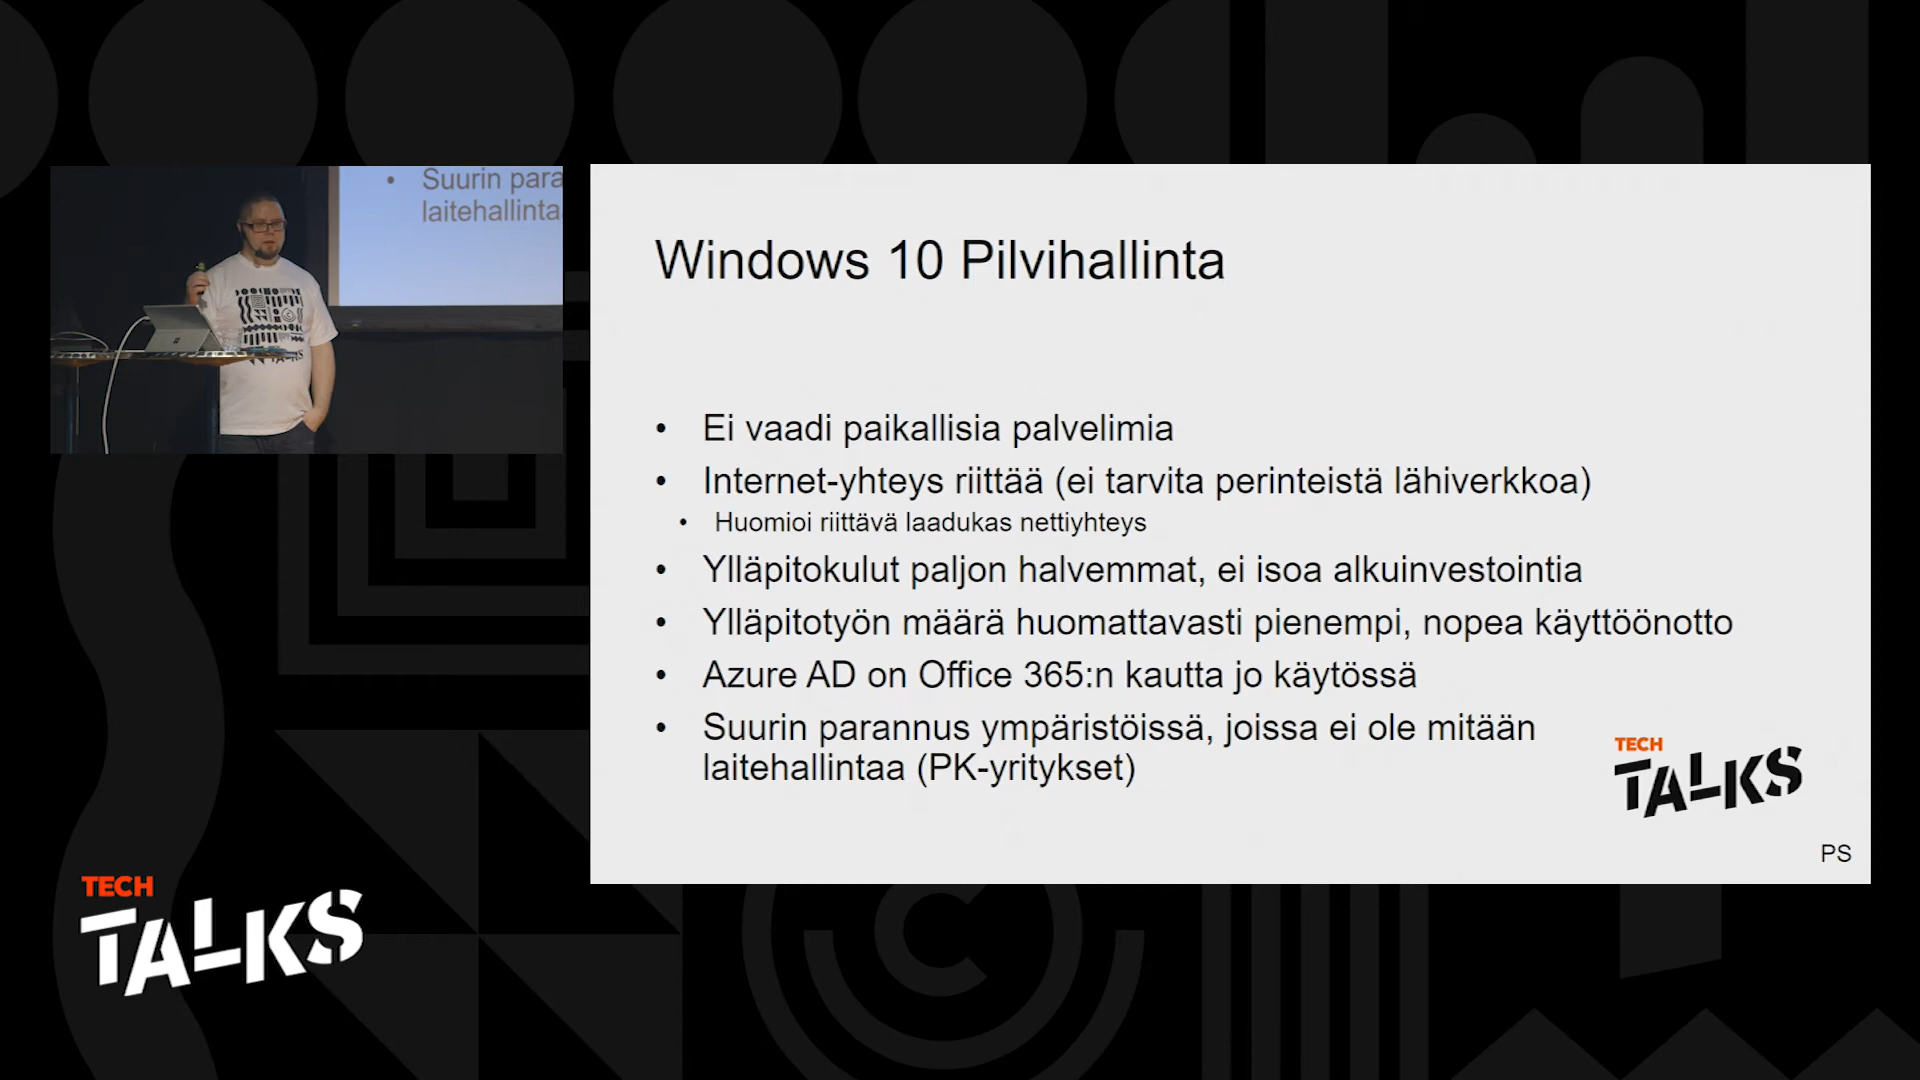 Suurin para
laitehallinta
TALKS
Windows 10 Pilvihallinta
• Ei vaadi paikallisia palvelimia
• Internet-yhteys riittää (ei tarvita perinteistä lähiverkkoa)
• Huomioi riittävä laadukas nettiyhteys
• Ylläpitokulut paljon halvemmat, ei isoa alkuinvestointia
• Ylläpitotyön määrä huomattavasti pienempi, nopea käyttöönotto
• Azure AD on Office 365:n kautta jo käytössä
• Suurin parannus ympäristöissä, joissa ei ole mitään
laitehallintaa (PK-yritykset)
TECH
TALKS
PS
TECH
TALKS